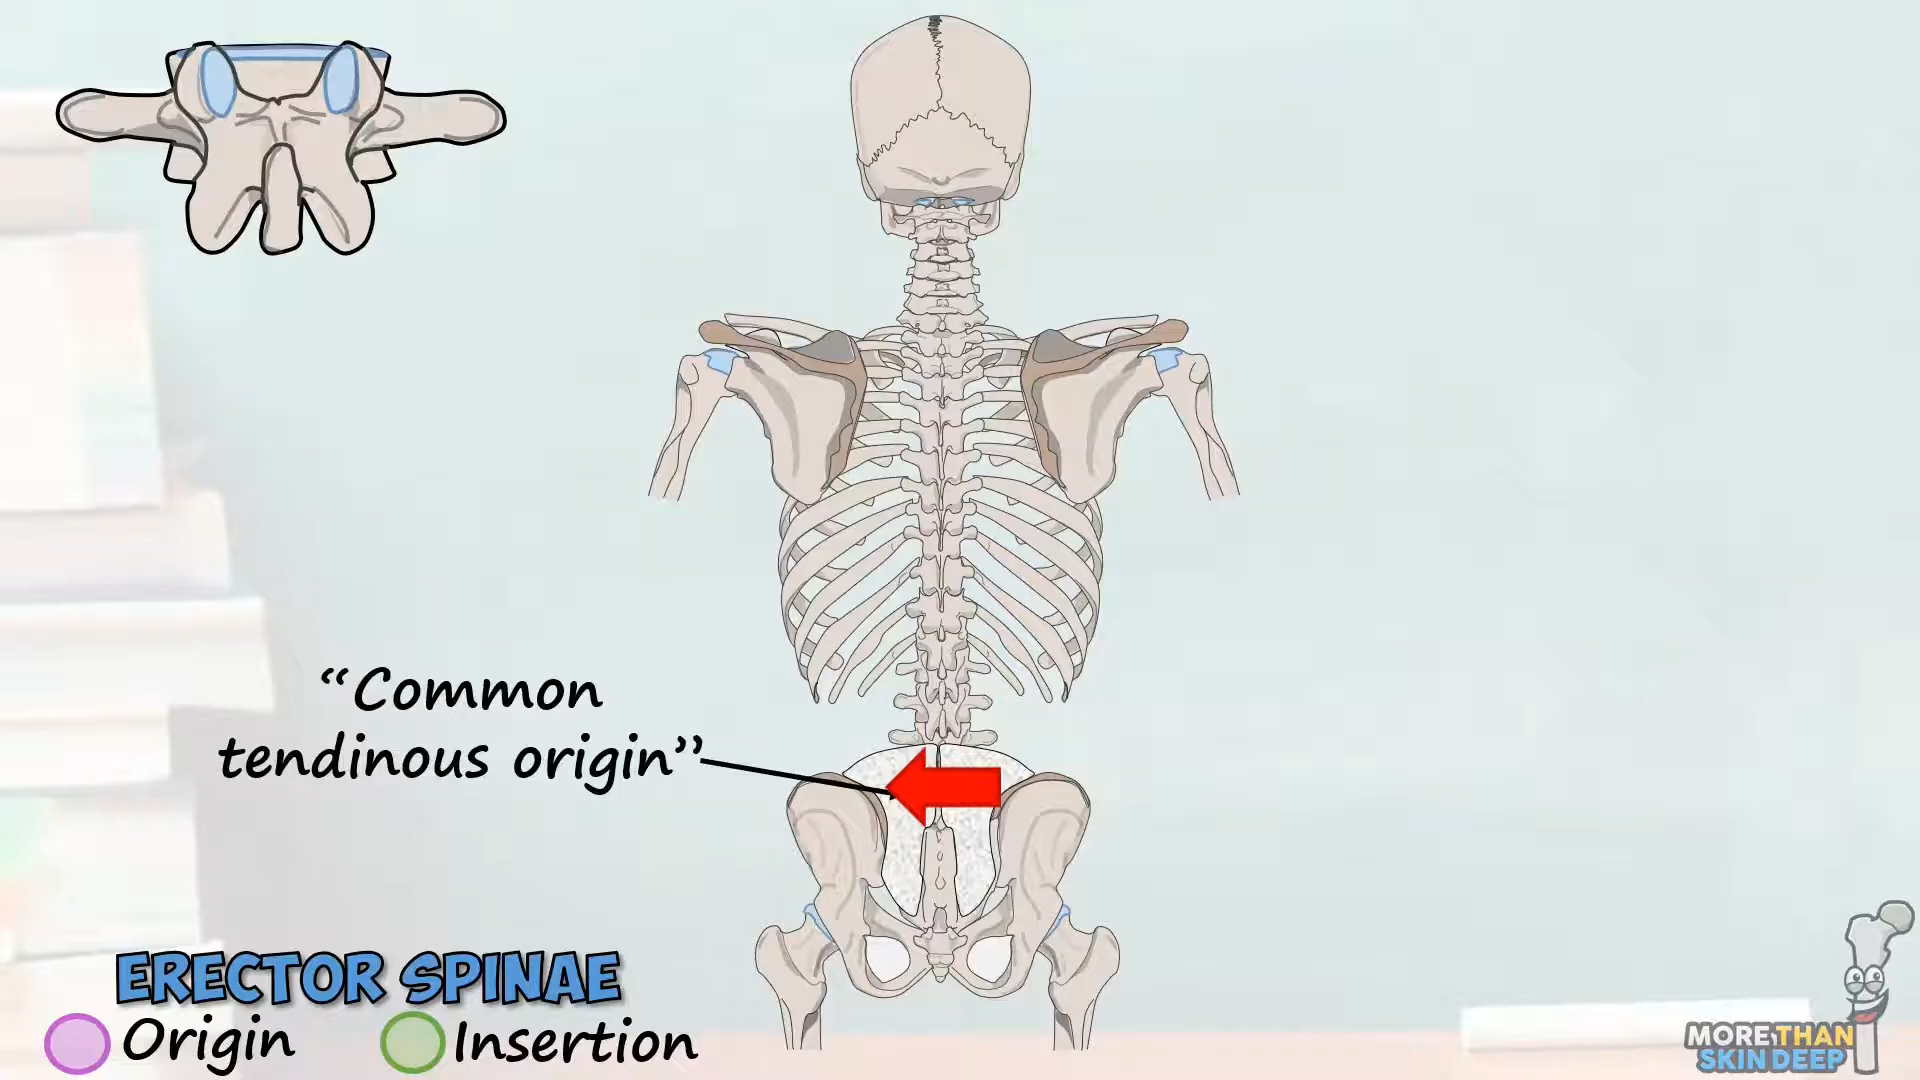 “Common
tendinous origin”
ERECTOR SPINAE
Origin
Insertion
MORE THAN
SKIN DEEP